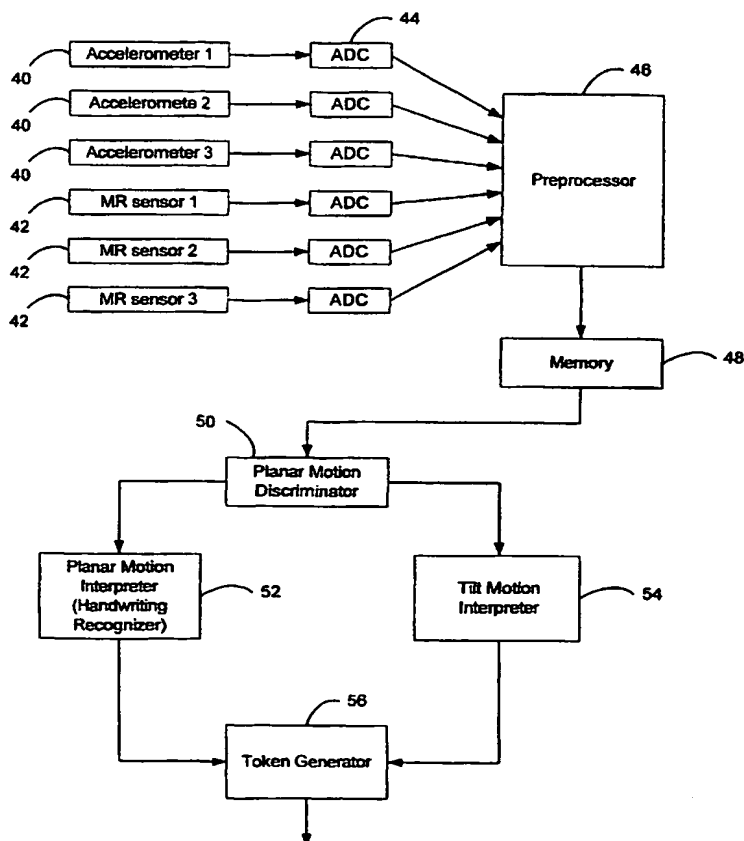 44
Accelerometer 1
ADC
40
46
Acceleromete 2
ADC
40
Accelerometer 3
ADC
40
Preprocessor
MR sensor 1
ADC
42
MR sensor 2
ADC
42
MR sensor 3
ADC
42
Memory
48
50
Planar Motion
Discriminator
Planar Motion
Interpreter
(Handwriting
Recognizer)
52
Tilt Motion
Interpreter
54
56
Token Generator